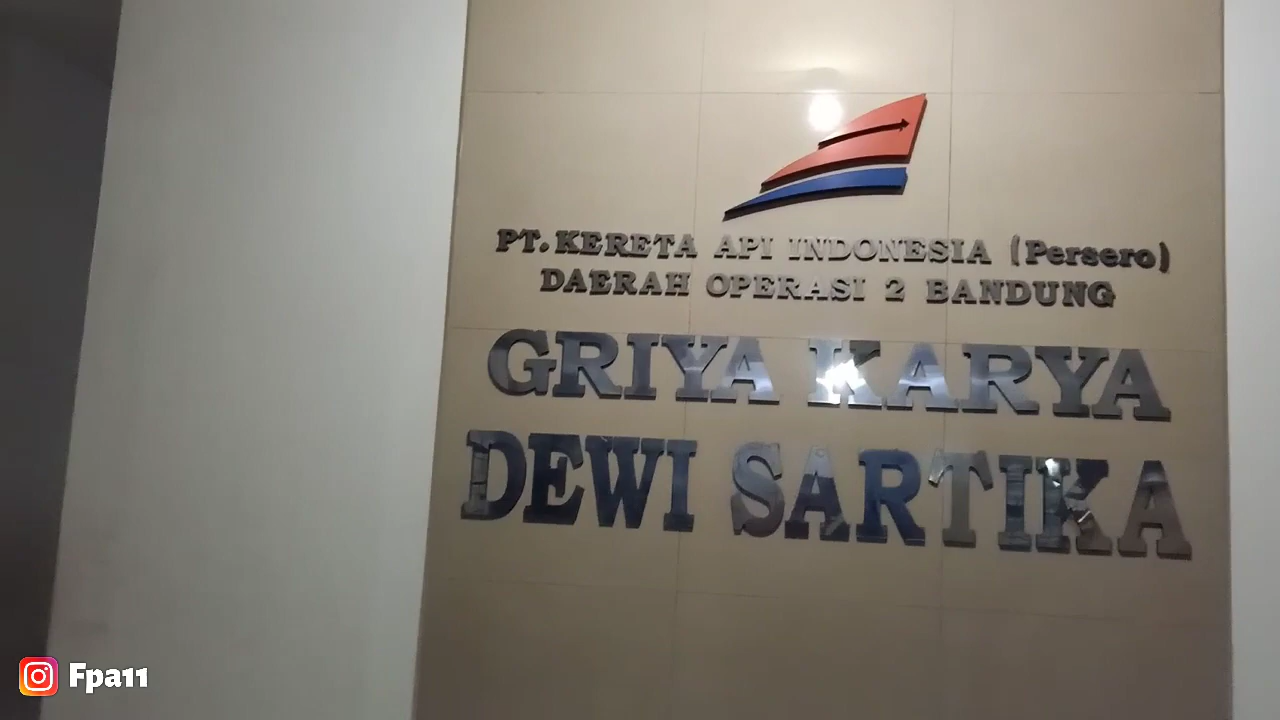 PT. KERETA API INDONESIA (Persero)
DAERAH OPERASI 2 BANDUNG
GRIYA KARYA
DEWI SARTIKA
Fpa11